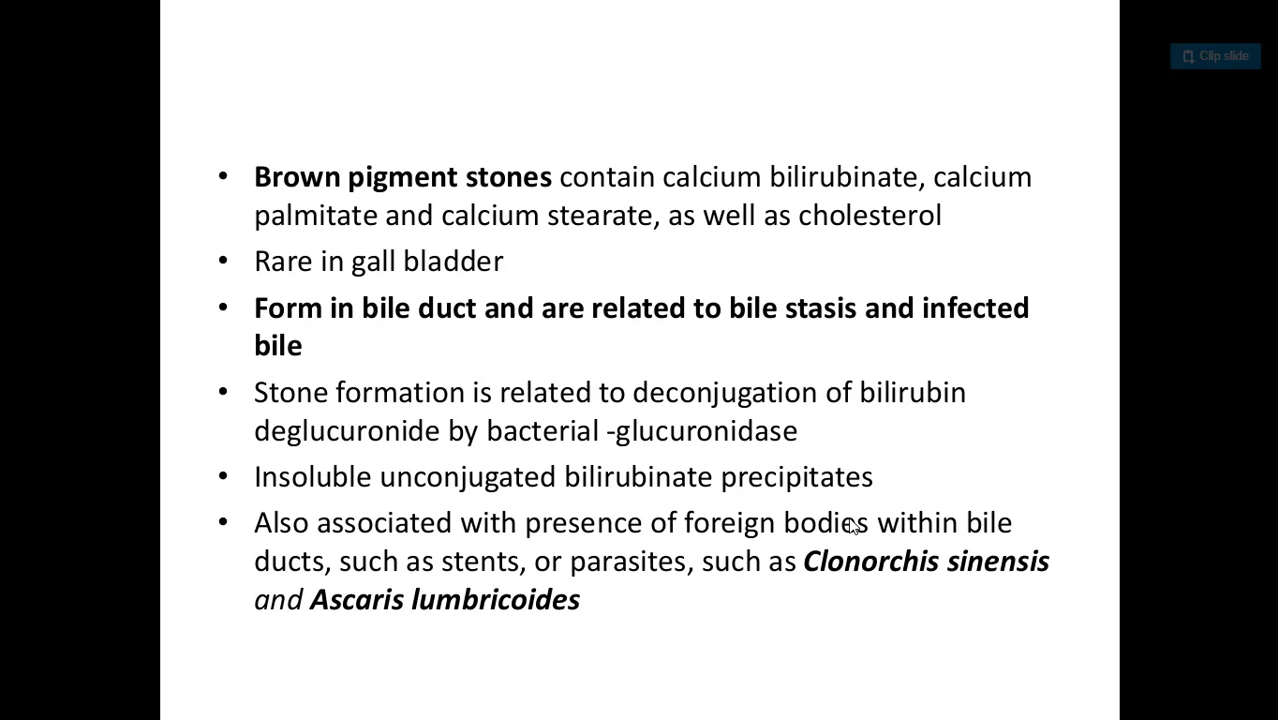 Clip slide
• Brown pigment stones contain calcium bilirubinate, calcium
palmitate and calcium stearate, as well as cholesterol
• Rare in gall bladder
• Form in bile duct and are related to bile stasis and infected
bile
• Stone formation is related to deconjugation of bilirubin
deglucuronide by bacterial -glucuronidase
• Insoluble unconjugated bilirubinate precipitates
• Also associated with presence of foreign bodies within bile
ducts, such as stents, or parasites, such as Clonorchis sinensis
and Ascaris lumbricoides